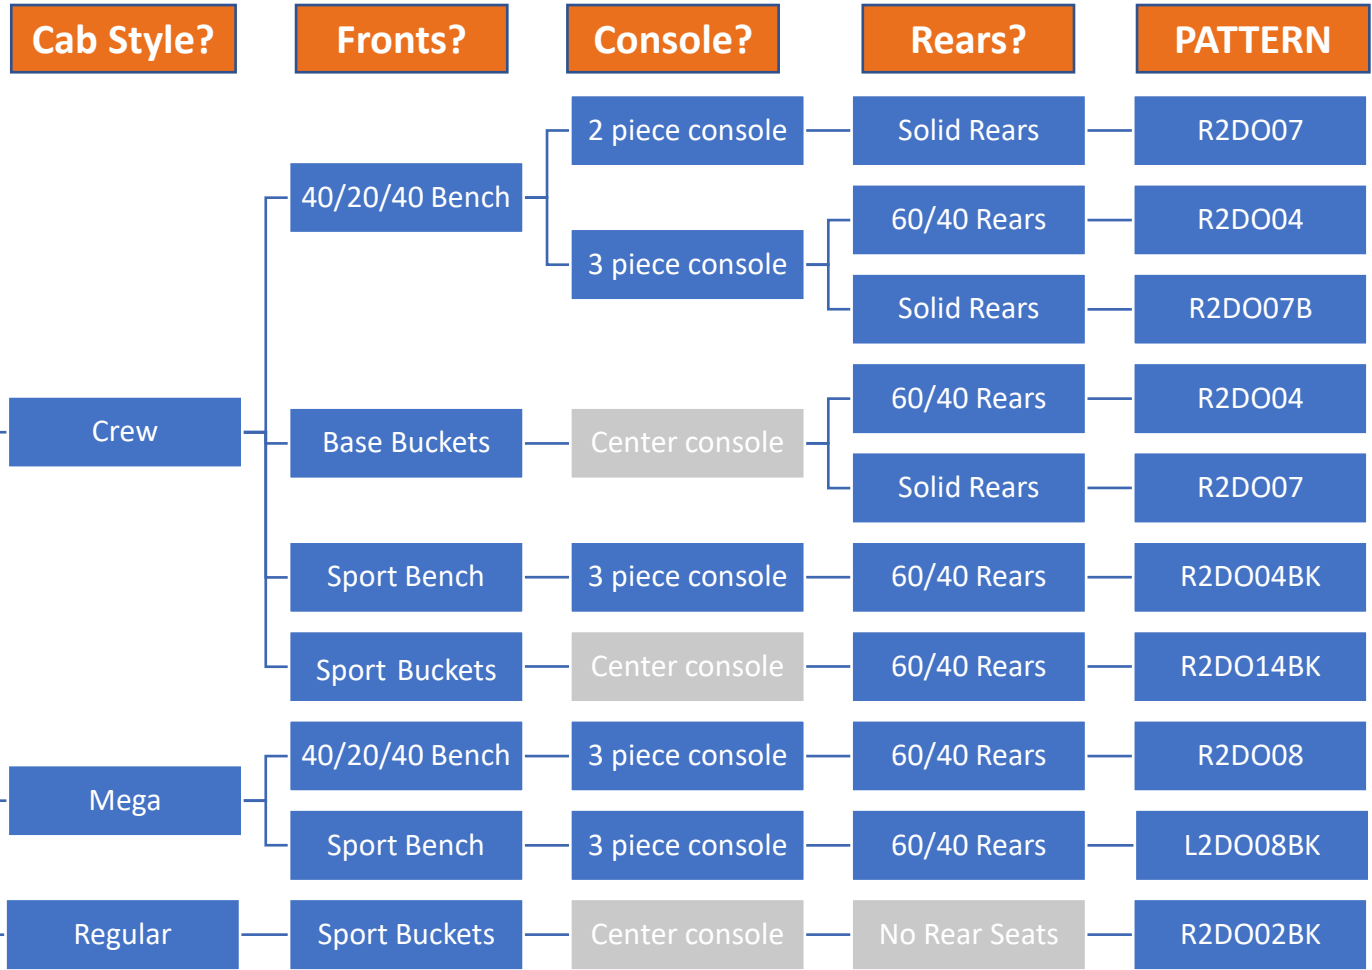 Cab Style? Fronts? Console? Rears? PATTERN
2 piece console Solid Rears R2DO07
40/20/40 Bench
60/40 Rears R2DO04
3 piece console
Solid Rears R2DO07B
60/40 Rears R2DO04
Crew Base Buckets Center console
Solid Rears R2DO07
Sport Bench 3 piece console 60/40 Rears R2DO04BK
Sport Buckets Center console 60/40 Rears R2DO14BK
40/20/40 Bench 3 piece console 60/40 Rears R2DO08
Mega
Sport Bench 3 piece console 60/40 Rears L2DO08BK
Regular Sport Buckets Center console No Rear Seats R2DO02BK